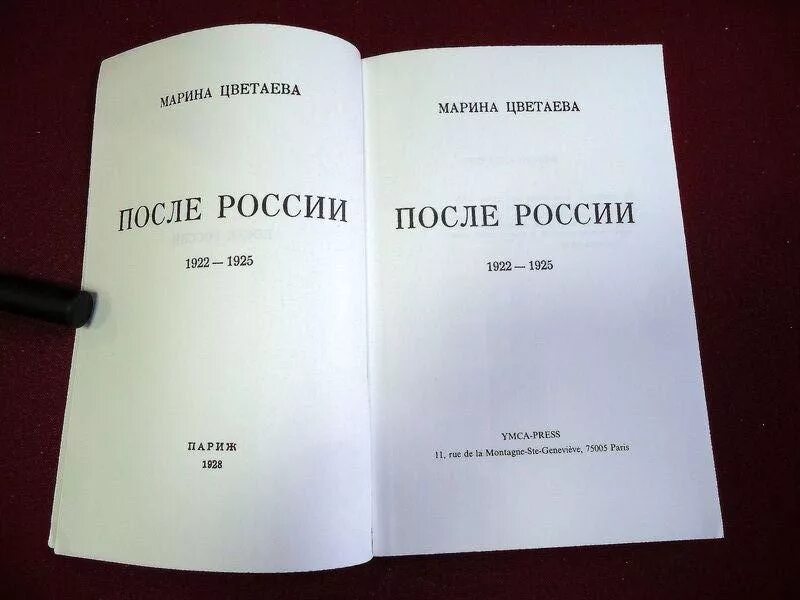 МАРИНА ЦВЕТАЕВА
ПОСЛЕ РОССИИ
1922 — 1925
ПАРИЖ
1928
МАРИНА ЦВЕТАЕВА
ПОСЛЕ РОССИИ
1922 — 1925
YMCA-PRESS
11, rue de la Montagne-Ste-Geneviève, 75005 Paris